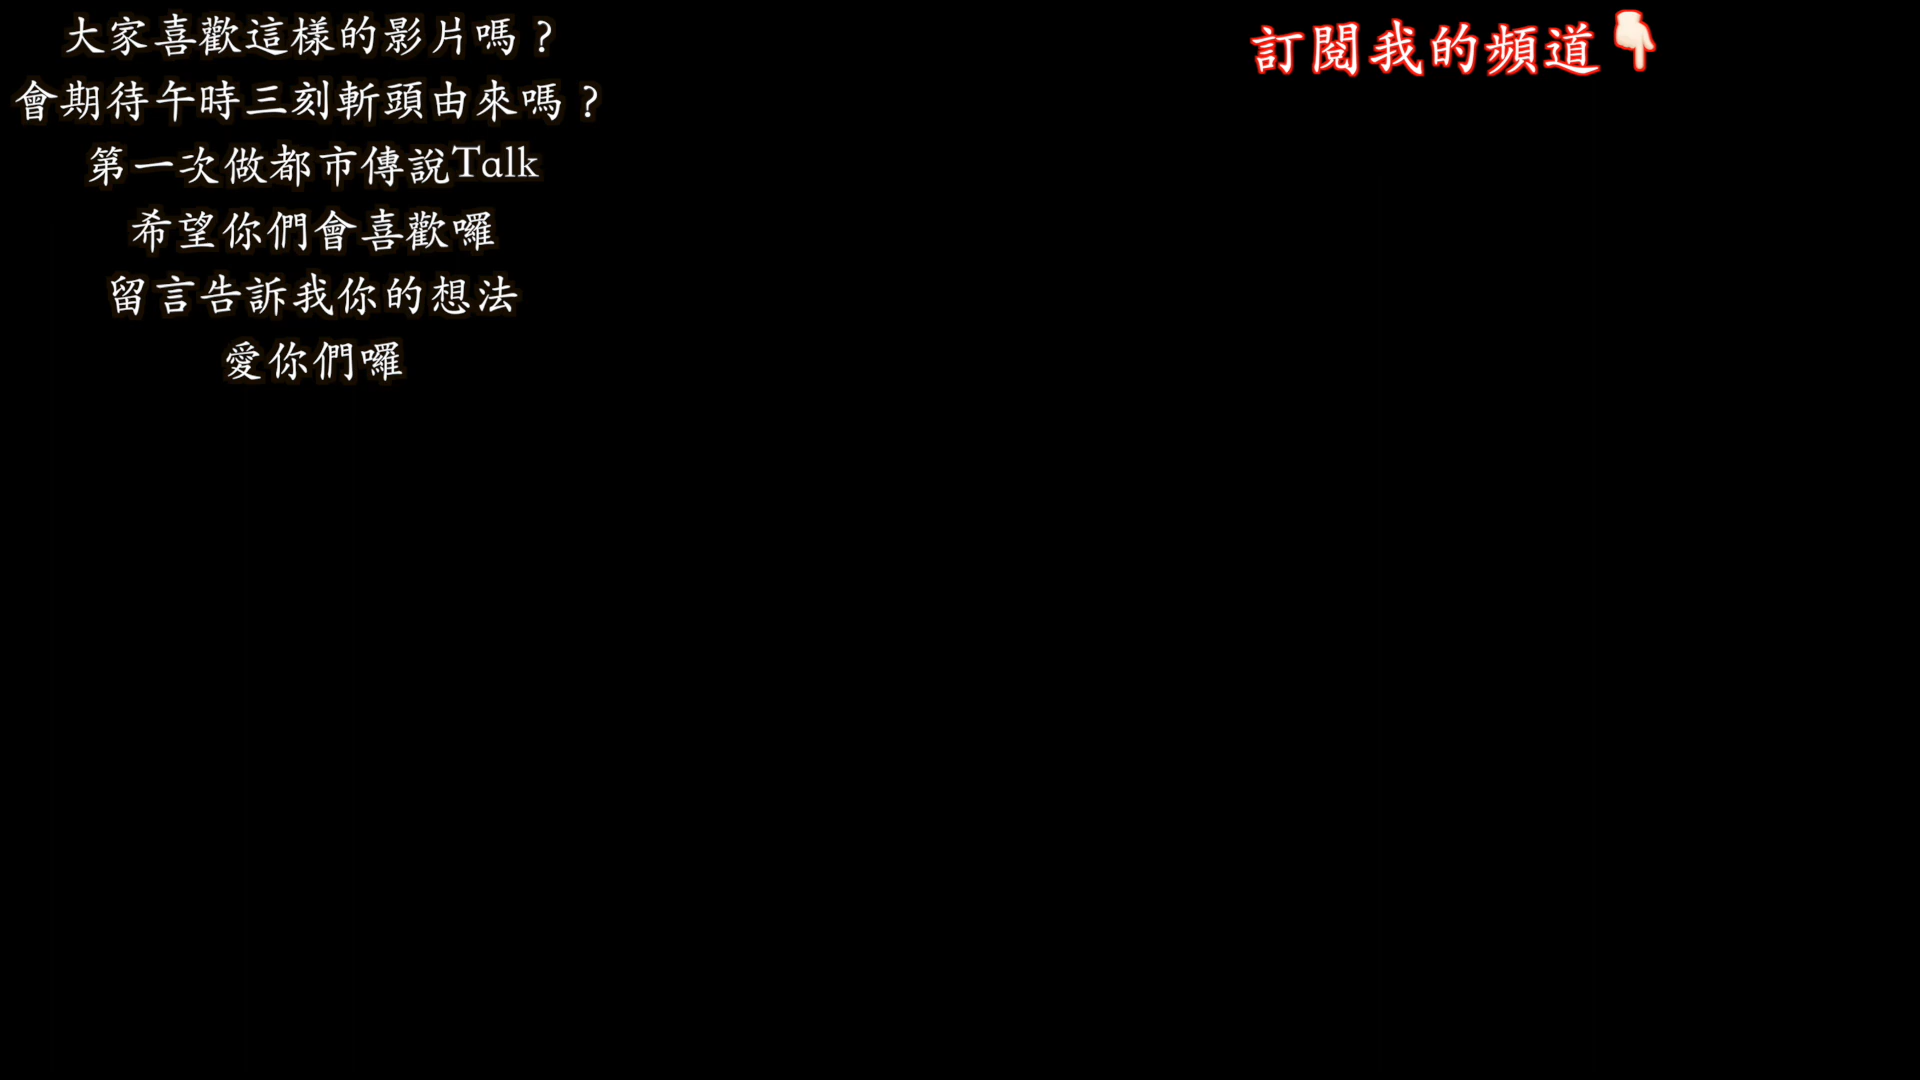 大家喜歡這樣的影片嗎？
會期待午時三刻斬頭由來嗎？
第一次做都市傳說Talk
希望你們會喜歡囉
留言告訴我你的想法
愛你們囉
訂閱我的頻道👇🏻